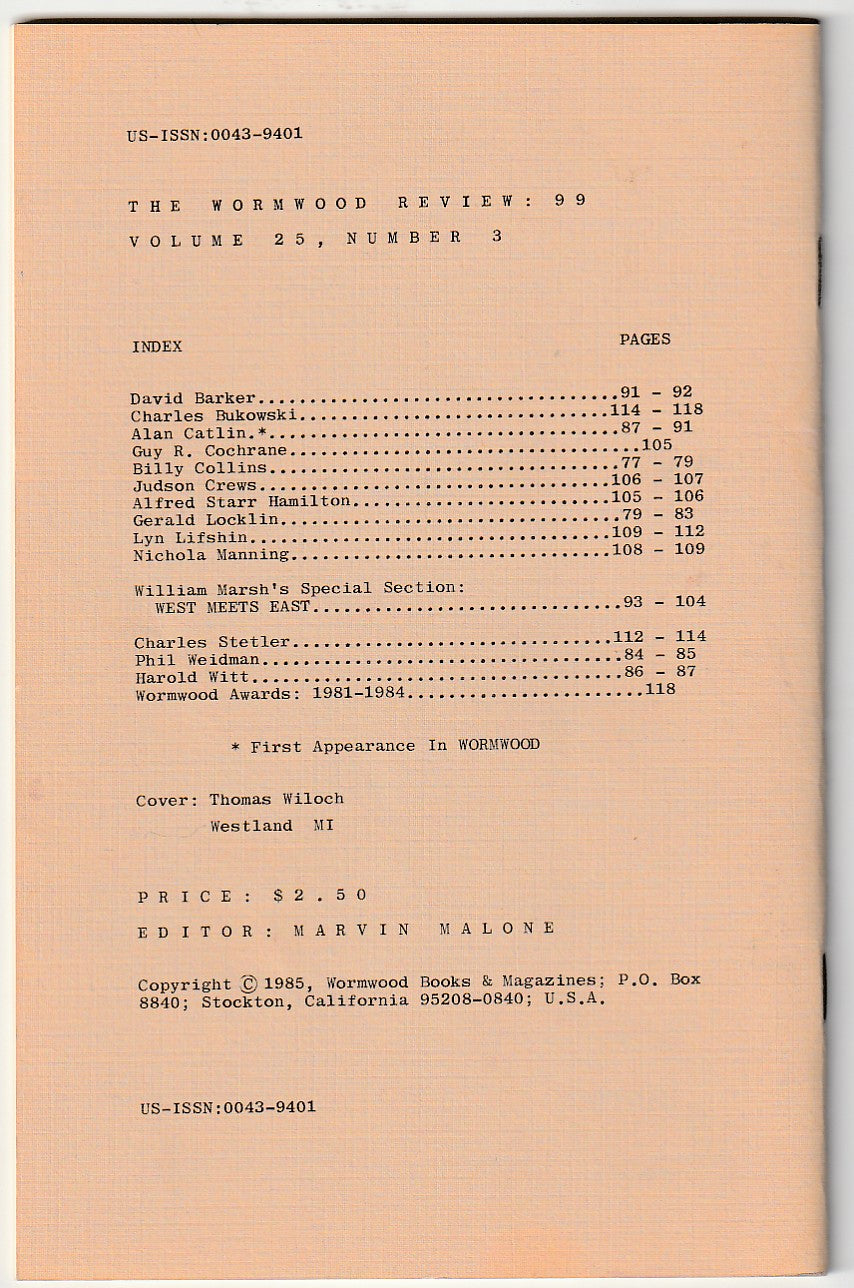 US-ISSN:0043-9401
THE WORMWOOD REVIEW: 99
VOLUME 25, NUMBER 3
INDEX PAGES
David Barker....................................91 - 92
Charles Bukowski..............................114 - 118
Alan Catlin.*...................................87 - 91
Guy R. Cochrane..................................105
Billy Collins...................................77 - 79
Judson Crews..................................106 - 107
Alfred Starr Hamilton.........................105 - 106
Gerald Locklin..................................79 - 83
Lyn Lifshin...................................109 - 112
Nichola Manning...............................108 - 109
William Marsh's Special Section:
WEST MEETS EAST..............................93 - 104
Charles Stetler...............................112 - 114
Phil Weidman....................................84 - 85
Harold Witt.....................................86 - 87
Wormwood Awards: 1981-1984.......................118
* First Appearance In WORMWOOD
Cover: Thomas Wiloch
Westland MI
PRICE: $2.50
EDITOR: MARVIN MALONE
Copyright © 1985, Wormwood Books & Magazines; P.O. Box
8840; Stockton, California 95208-0840; U.S.A.
US-ISSN:0043-9401